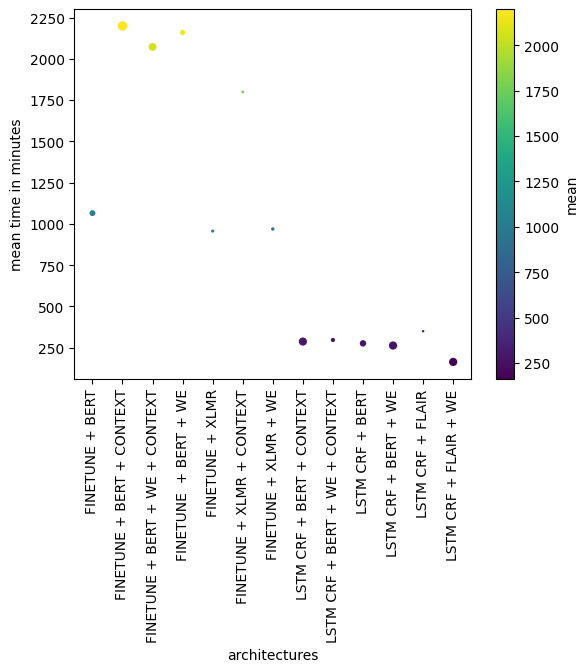 2250
2000
1750
1500
1250
1000
750
500
250
mean time in minutes
FINETUNE + BERT
FINETUNE + BERT + CONTEXT
FINETUNE + BERT + WE + CONTEXT
FINETUNE  + BERT + WE
FINETUNE + XLMR
FINETUNE + XLMR + CONTEXT
FINETUNE + XLMR + WE
LSTM CRF + BERT + CONTEXT
LSTM CRF + BERT + WE + CONTEXT
LSTM CRF + BERT
LSTM CRF + BERT + WE
LSTM CRF + FLAIR
LSTM CRF + FLAIR + WE
architectures
2000
1750
1500
1250
1000
750
500
250
mean